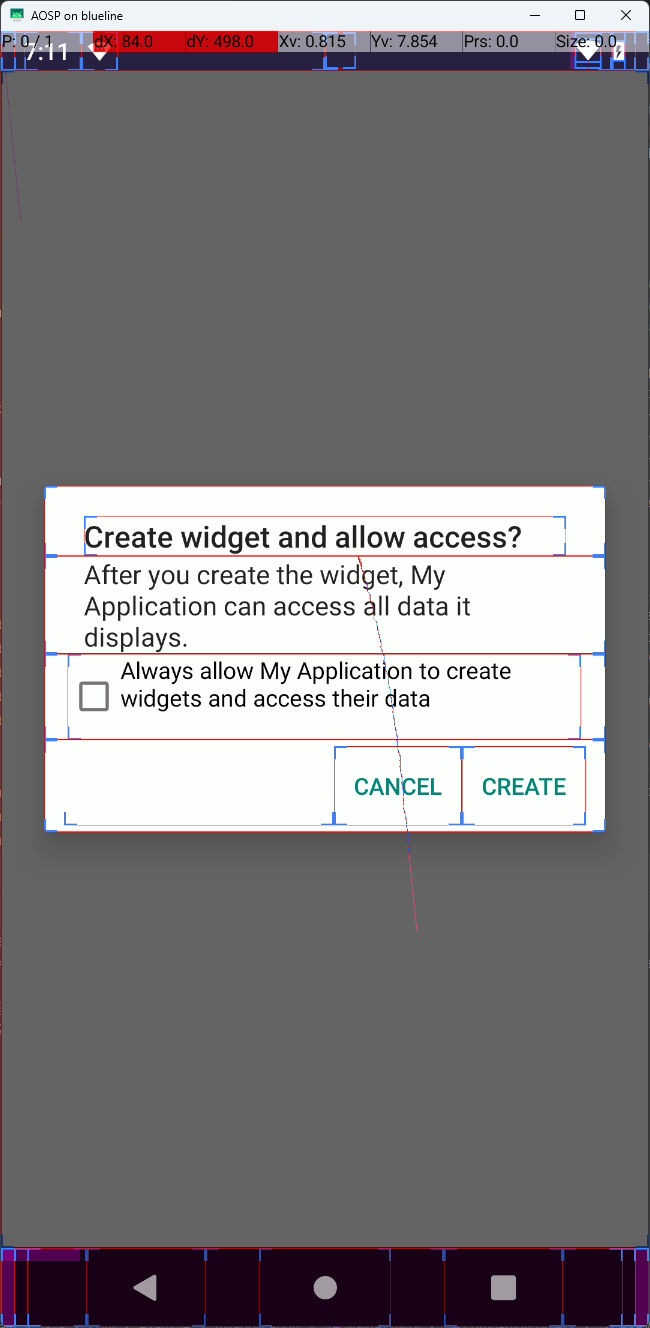 AOSP on blueline
P: 0 / 1 dX: 84.0 dY: 498.0 Xv: 0.815 Yv: 7.854 Prs: 0.0 Size: 0.0
7:11
Create widget and allow access?
After you create the widget, My
Application can access all data it
displays.
Always allow My Application to create
widgets and access their data
CANCEL CREATE